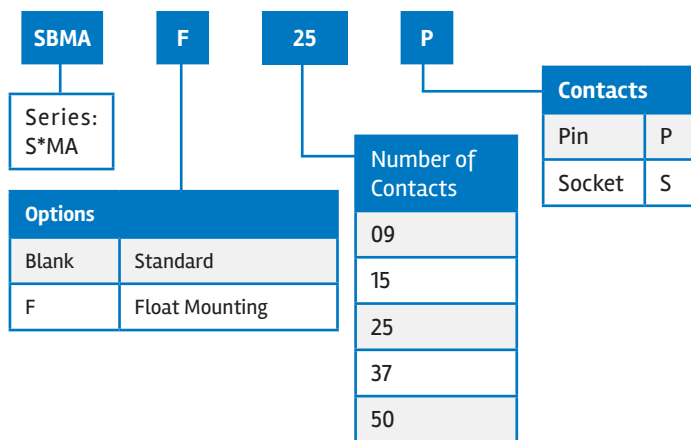 SBMA F 25 P
Series:
S*MA
Contacts
Pin P
Socket S
Number of
Contacts
09
15
25
37
50
Options
Blank Standard
F Float Mounting